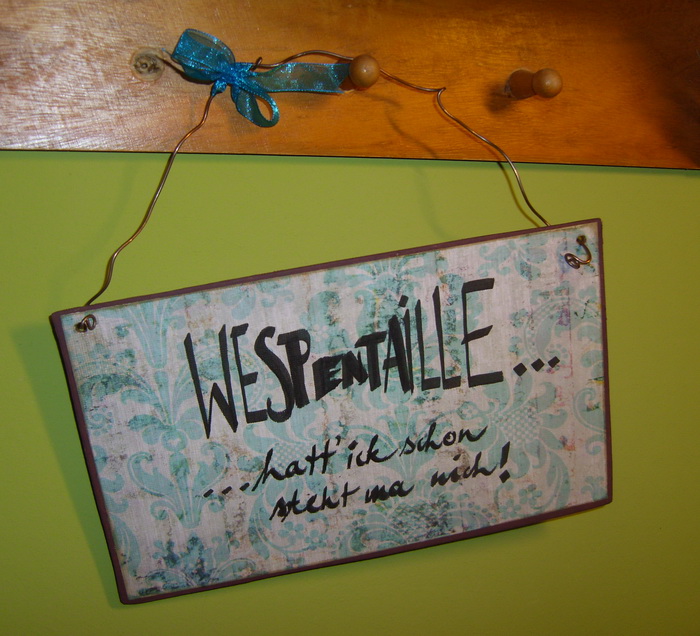 WESPENTAILLE...
...hatt' ick schon
steht ma nich!